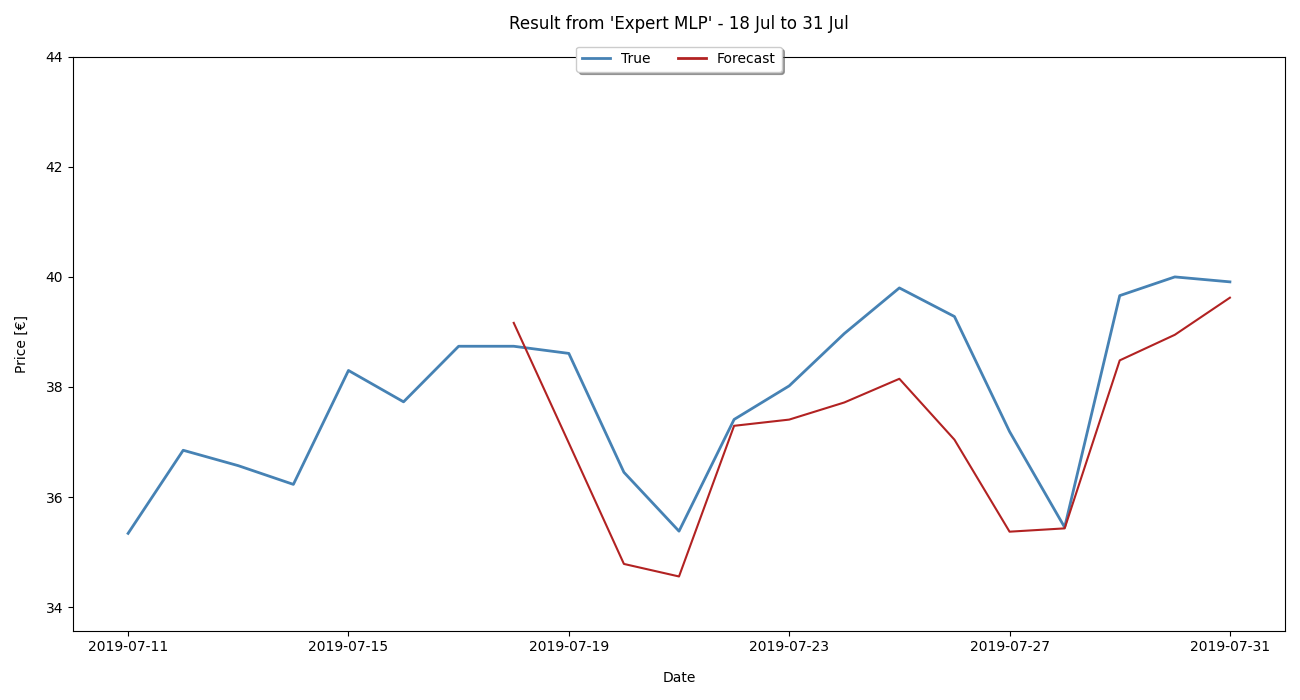 Result from 'Expert MLP' - 18 Jul to 31 Jul
True Forecast
44
42
40
38
36
34
Price [€]
2019-07-11 2019-07-15 2019-07-19 2019-07-23 2019-07-27 2019-07-31
Date